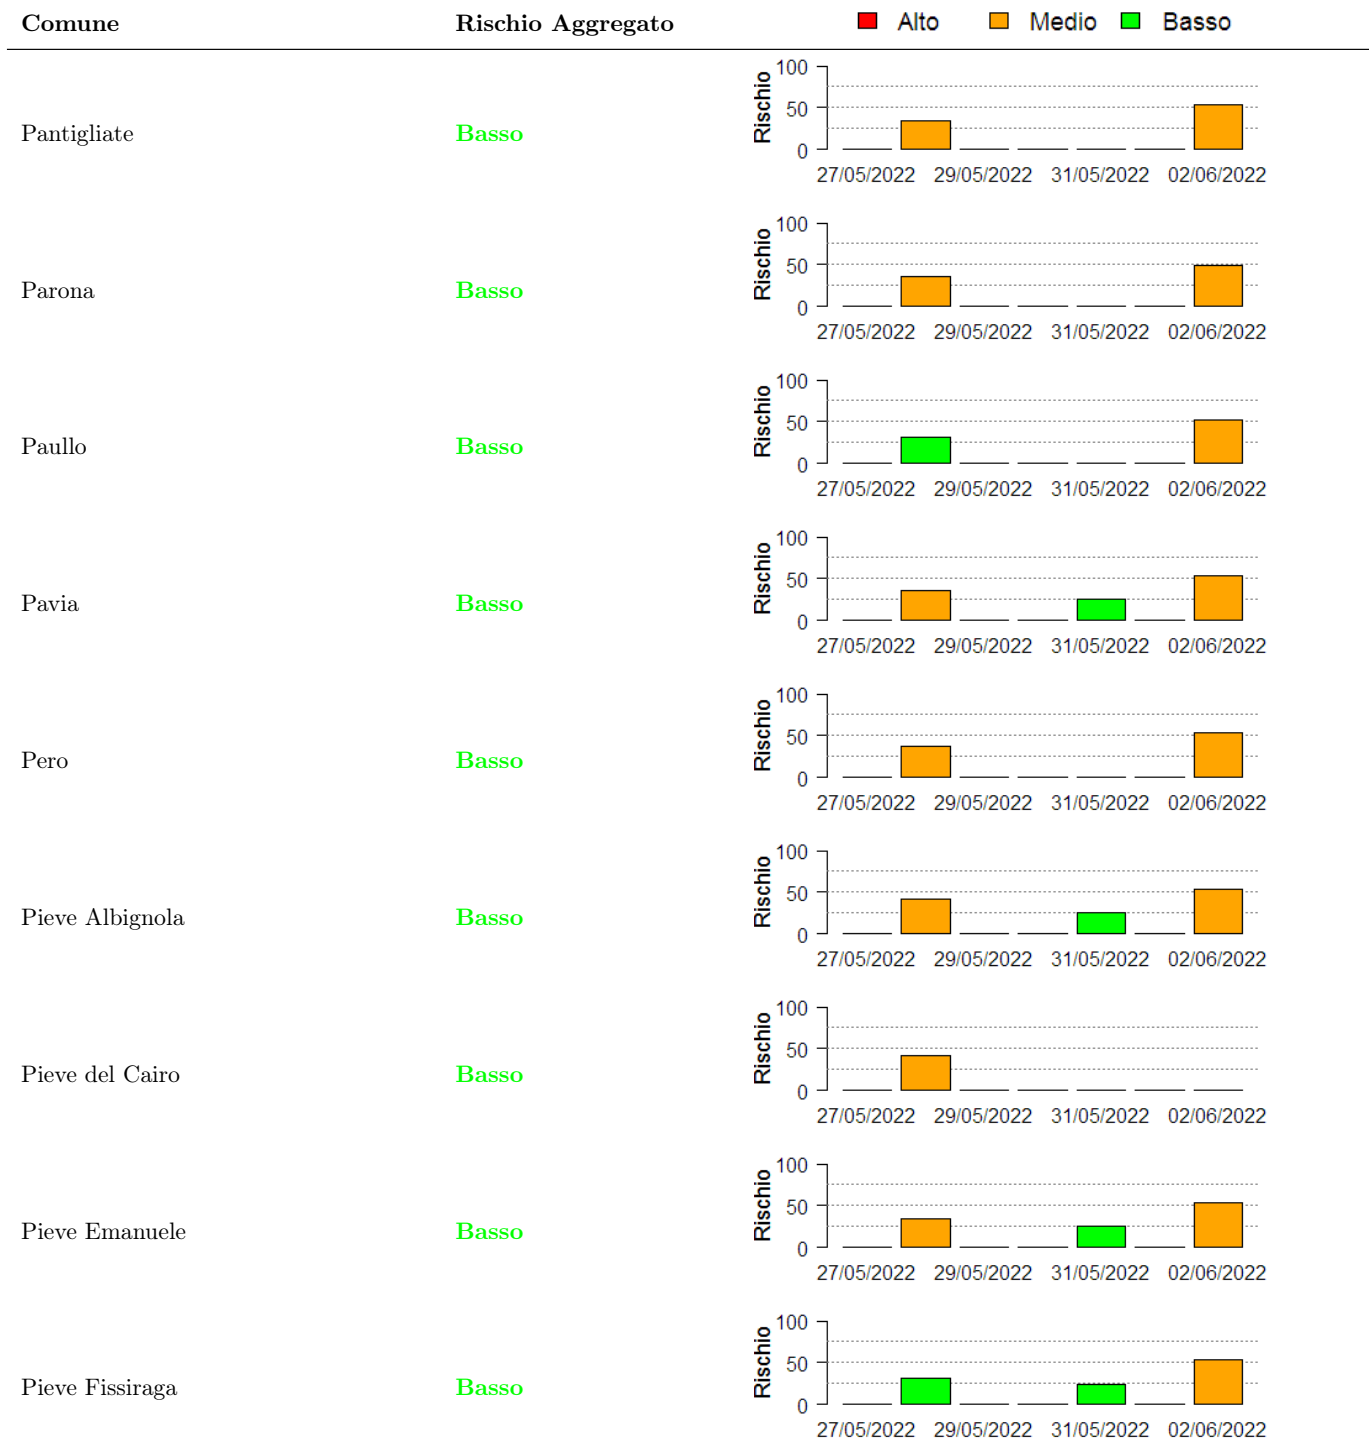 Comune Rischio Aggregato Alto Medio Basso
Pantigliate Basso
Rischio
100
50
0
27/05/2022 29/05/2022 31/05/2022 02/06/2022
Parona Basso
Rischio
100
50
0
27/05/2022 29/05/2022 31/05/2022 02/06/2022
Paullo Basso
Rischio
100
50
0
27/05/2022 29/05/2022 31/05/2022 02/06/2022
Pavia Basso
Rischio
100
50
0
27/05/2022 29/05/2022 31/05/2022 02/06/2022
Pero Basso
Rischio
100
50
0
27/05/2022 29/05/2022 31/05/2022 02/06/2022
Pieve Albignola Basso
Rischio
100
50
0
27/05/2022 29/05/2022 31/05/2022 02/06/2022
Pieve del Cairo Basso
Rischio
100
50
0
27/05/2022 29/05/2022 31/05/2022 02/06/2022
Pieve Emanuele Basso
Rischio
100
50
0
27/05/2022 29/05/2022 31/05/2022 02/06/2022
Pieve Fissiraga Basso
Rischio
100
50
0
27/05/2022 29/05/2022 31/05/2022 02/06/2022